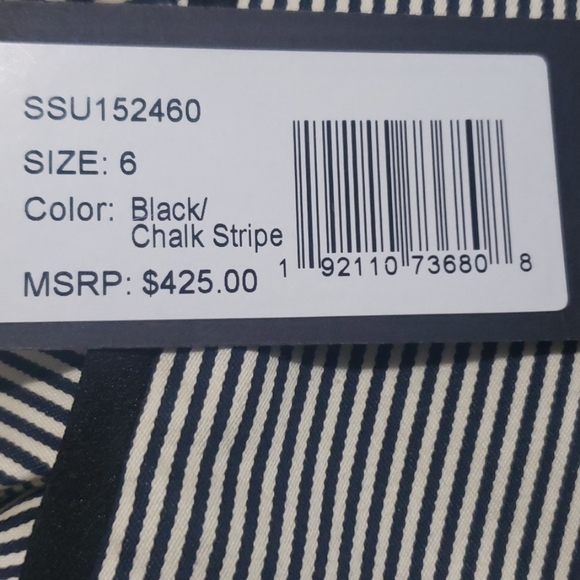 SSU152460
SIZE: 6
Color: Black/
Chalk Stripe
MSRP: $425.00
1 92110 73680 8